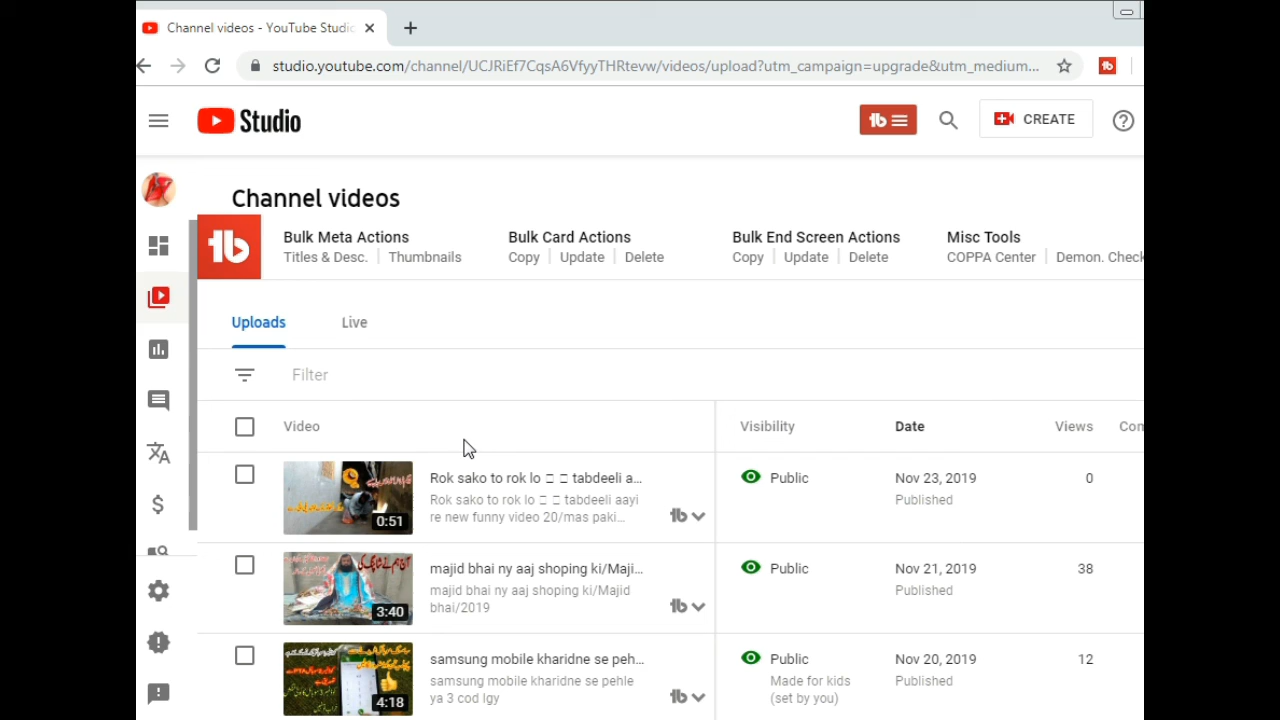 Channel videos - YouTube Studio
studio.youtube.com/channel/UCJRiEf7CqsA6VfyyTHRtevw/videos/upload?utm_campaign=upgrade&utm_medium...
Studio
CREATE
Channel videos
Bulk Meta Actions
Titles & Desc. | Thumbnails
Bulk Card Actions
Copy | Update | Delete
Bulk End Screen Actions
Copy | Update | Delete
Misc Tools
COPPA Center | Demon. Check
Uploads Live
Filter
Video Visibility Date Views Com
Rok sako to rok lo □ □ tabdeeli a...
Rok sako to rok lo □ □ tabdeeli aayi
re new funny video 20/mas paki...
0:51
Public
Nov 23, 2019
Published
0
majid bhai ny aaj shoping ki/Maji...
majid bhai ny aaj shoping ki/Majid
bhai/2019
3:40
Public
Nov 21, 2019
Published
38
samsung mobile kharidne se peh...
samsung mobile kharidne se pehle
ya 3 cod lgy
4:18
Public
Made for kids
(set by you)
Nov 20, 2019
Published
12